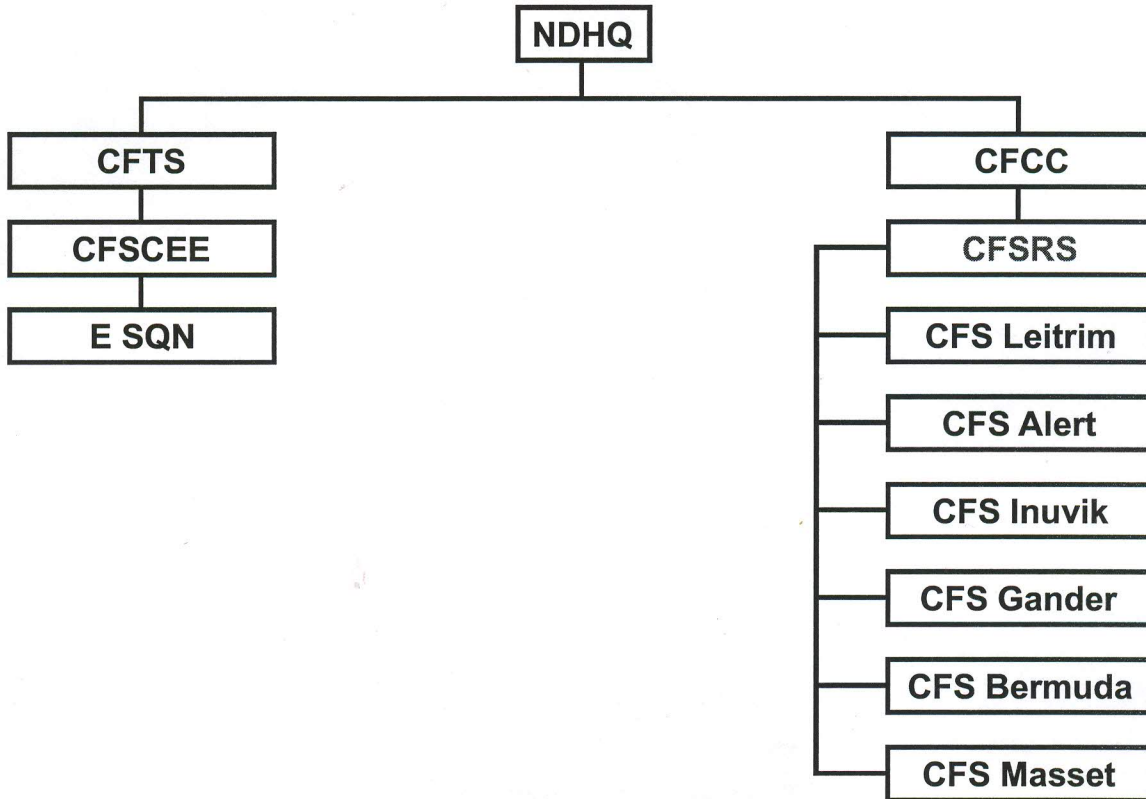 NDHQ
CFTS
CFSCEE
E SQN
CFCC
CFSRS
CFS Leitrim
CFS Alert
CFS Inuvik
CFS Gander
CFS Bermuda
CFS Masset